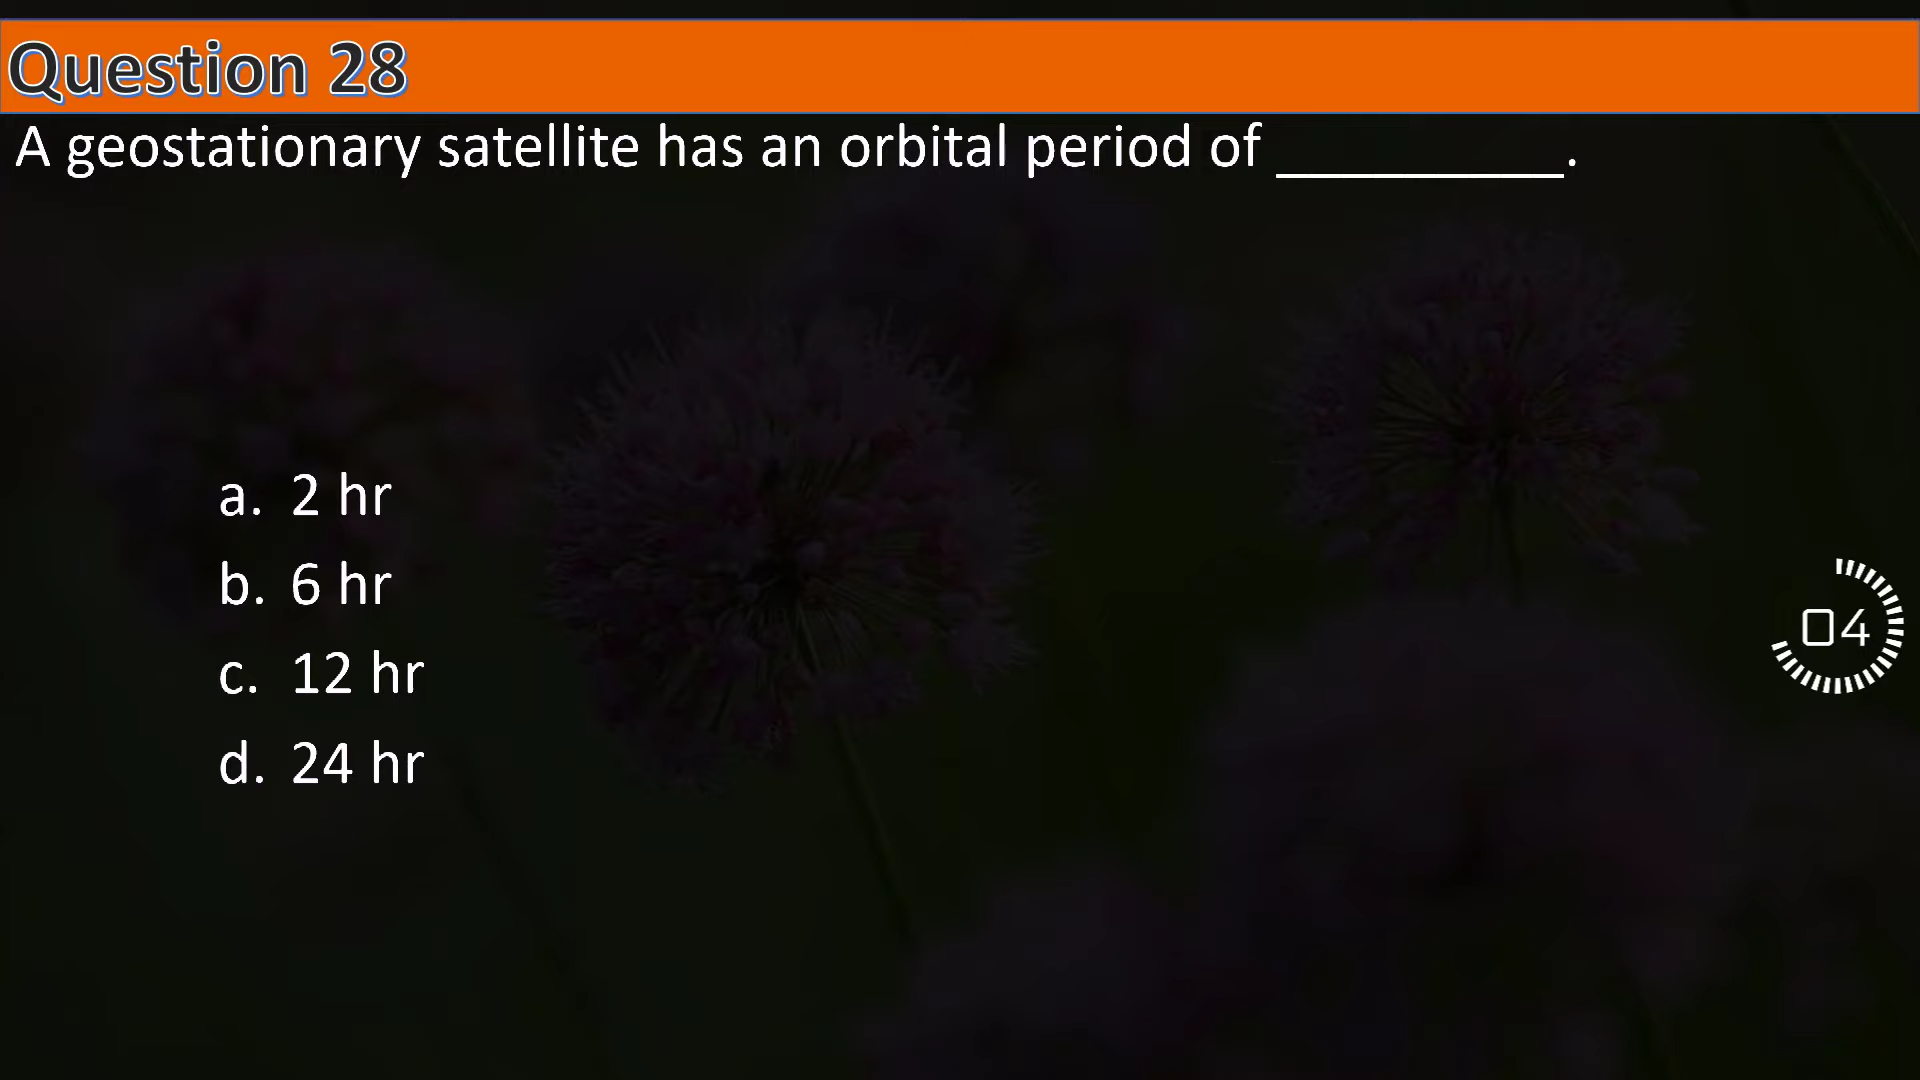 Question 28
A geostationary satellite has an orbital period of __________.
a. 2 hr
b. 6 hr
c. 12 hr
d. 24 hr
04